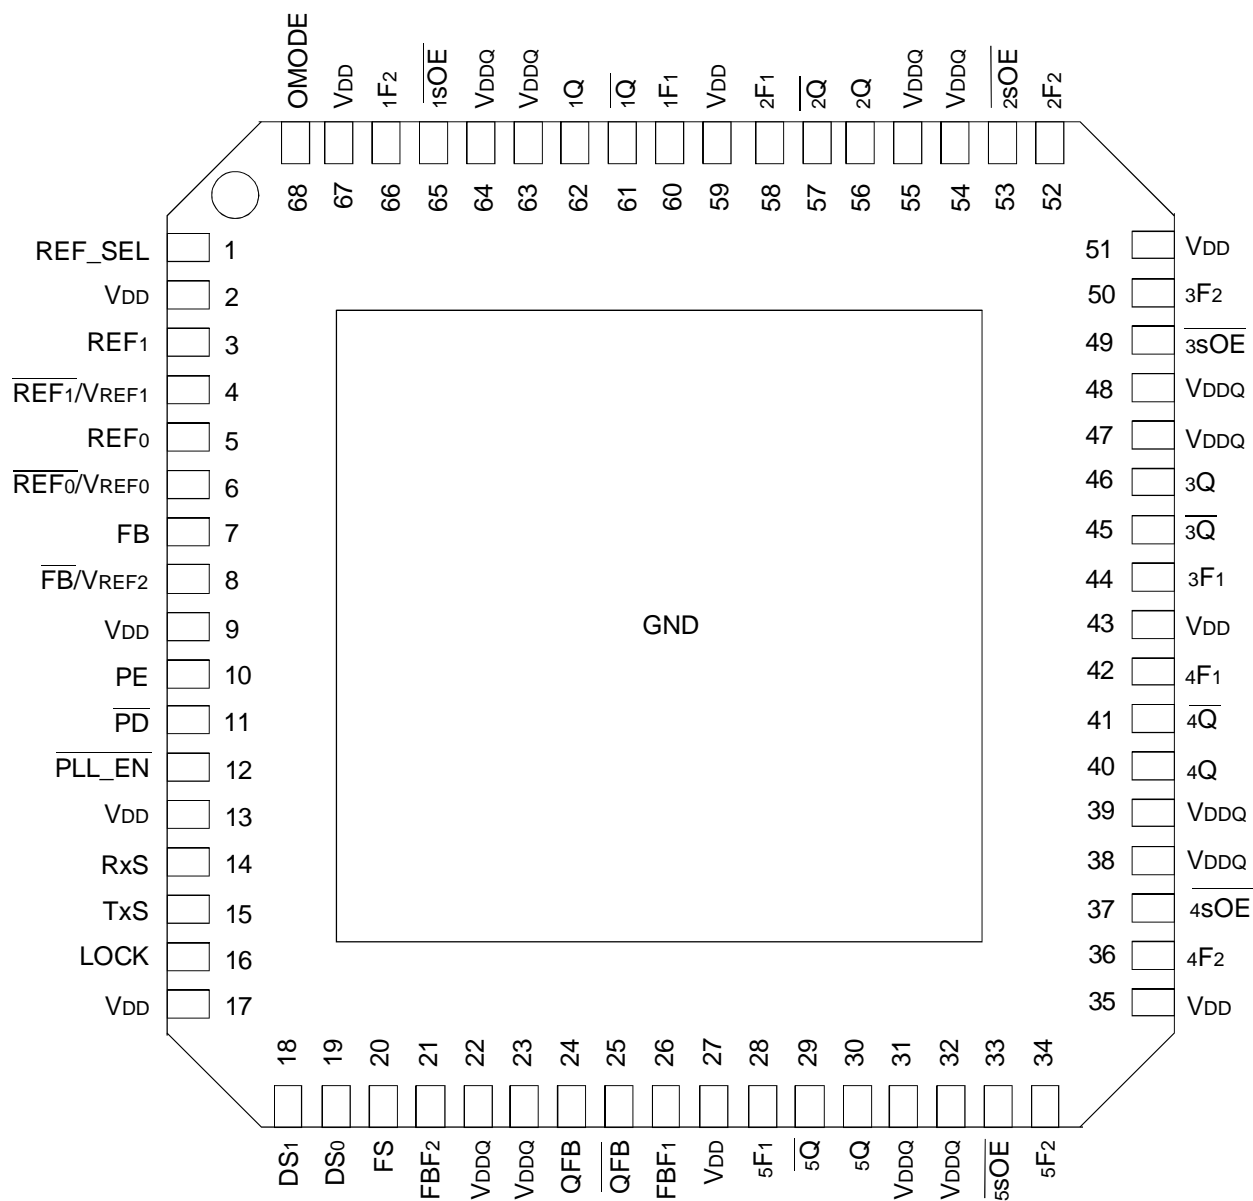 OMODE
VDD
1F2
1sOE
VDDQ
VDDQ
1Q
1Q
1F1
VDD
2F1
2Q
2Q
VDDQ
VDDQ
2sOE
2F2
68 67 66 65 64 63 62 61 60 59 58 57 56 55 54 53 52
REF_SEL 1
VDD 2
REF1 3
REF1/VREF1 4
REF0 5
REF0/VREF0 6
FB 7
FB/VREF2 8
VDD 9
PE 10
PD 11
PLL_EN 12
VDD 13
RxS 14
TxS 15
LOCK 16
VDD 17
GND
51 VDD
50 3F2
49 3sOE
48 VDDQ
47 VDDQ
46 3Q
45 3Q
44 3F1
43 VDD
42 4F1
41 4Q
40 4Q
39 VDDQ
38 VDDQ
37 4sOE
36 4F2
35 VDD
18 19 20 21 22 23 24 25 26 27 28 29 30 31 32 33 34
DS1
DS0
FS
FBF2
VDDQ
VDDQ
QFB
QFB
FBF1
VDD
5F1
5Q
5Q
VDDQ
VDDQ
5sOE
5F2